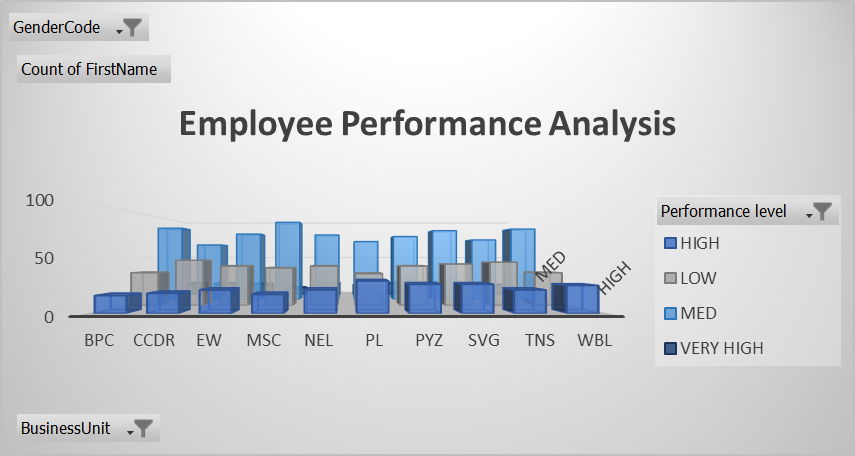 GenderCode
Count of FirstName
Employee Performance Analysis
100
50
0
MED
HIGH
BPC CCDR EW MSC NEL PL PYZ SVG TNS WBL
Performance level
HIGH
LOW
MED
VERY HIGH
BusinessUnit